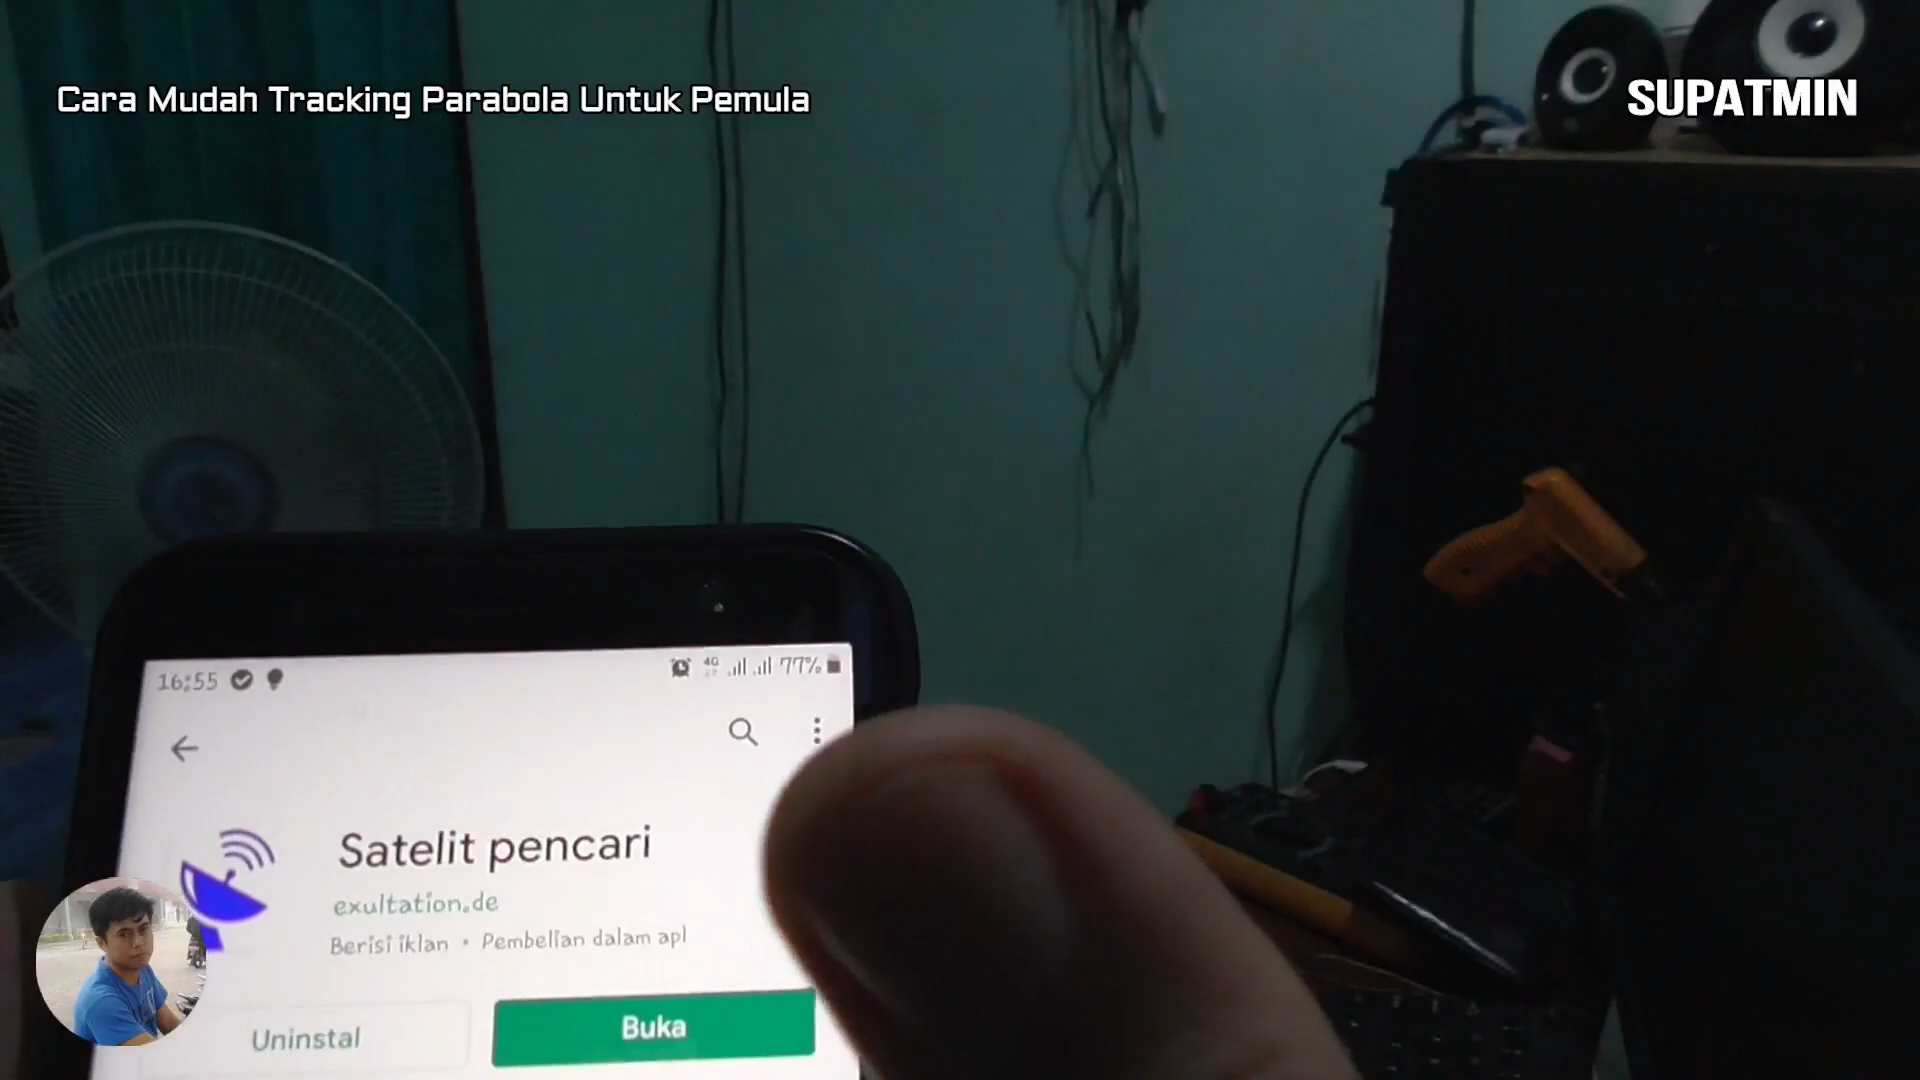 Cara Mudah Tracking Parabola Untuk Pemula
SUPATMIN
16:55
4G
77%
Satelit pencari
exultation.de
Berisi iklan • Pembelian dalam apl
Uninstal
Buka